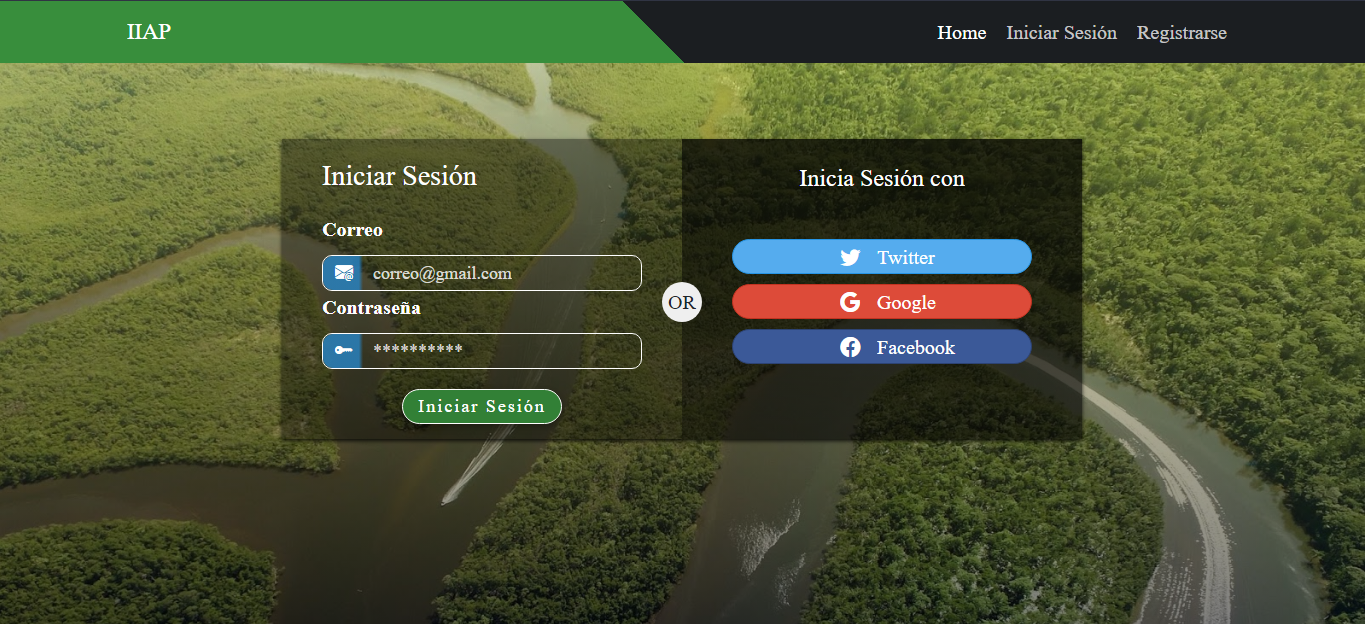 IIAP
Home Iniciar Sesión Registrarse
Iniciar Sesión
Correo
correo@gmail.com
Contraseña
**********
Iniciar Sesión
OR
Inicia Sesión con
Twitter
Google
Facebook